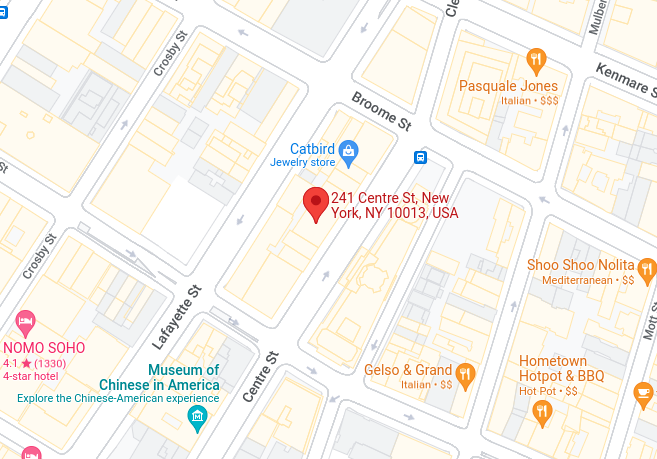 Cle
Mulber
Crosby St
Pasquale Jones
Italian • $$$
Kenmare S
Broome St
Catbird
Jewelry store
St
241 Centre St, New
York, NY 10013, USA
Crosby St
Shoo Shoo Nolita
Mediterranean • $$
Lafayette St
Mott St
NOMO SOHO
4.1 ★ (1330)
4-star hotel
Museum of
Chinese in America
Explore the Chinese-American experience
Centre St
Gelso & Grand
Italian • $$
Hometown
Hotpot & BBQ
Hot Pot • $$